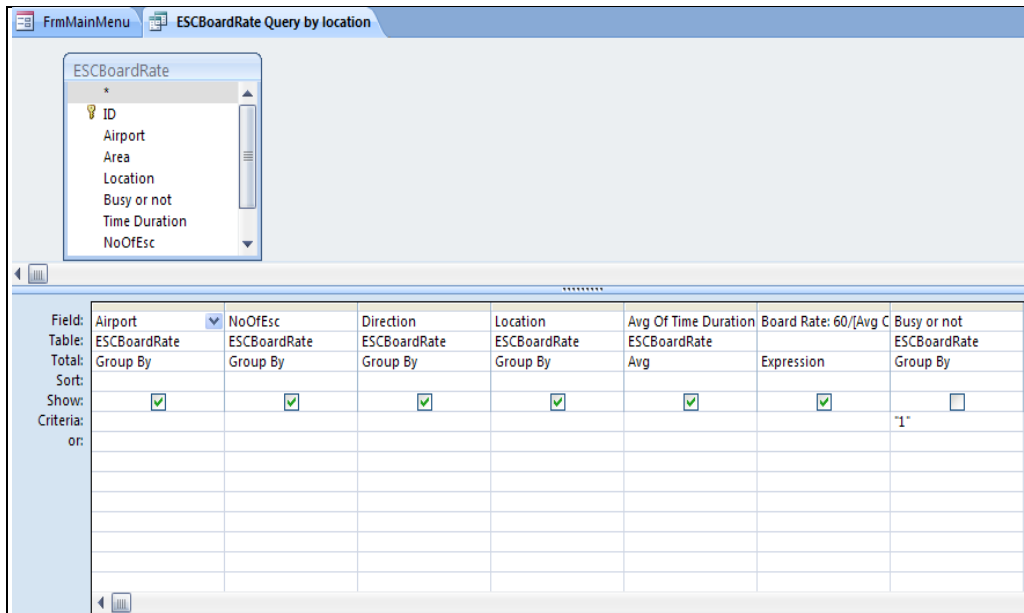 FrmMainMenu ESCBoardRate Query by location
ESCBoardRate
*
ID
Airport
Area
Location
Busy or not
Time Duration
NoOfEsc
Field: Airport NoOfEsc Direction Location Avg Of Time Duration Board Rate: 60/[Avg C Busy or not
Table: ESCBoardRate ESCBoardRate ESCBoardRate ESCBoardRate ESCBoardRate ESCBoardRate
Total: Group By Group By Group By Group By Avg Expression Group By
Sort:
Show:
Criteria: "1"
or: